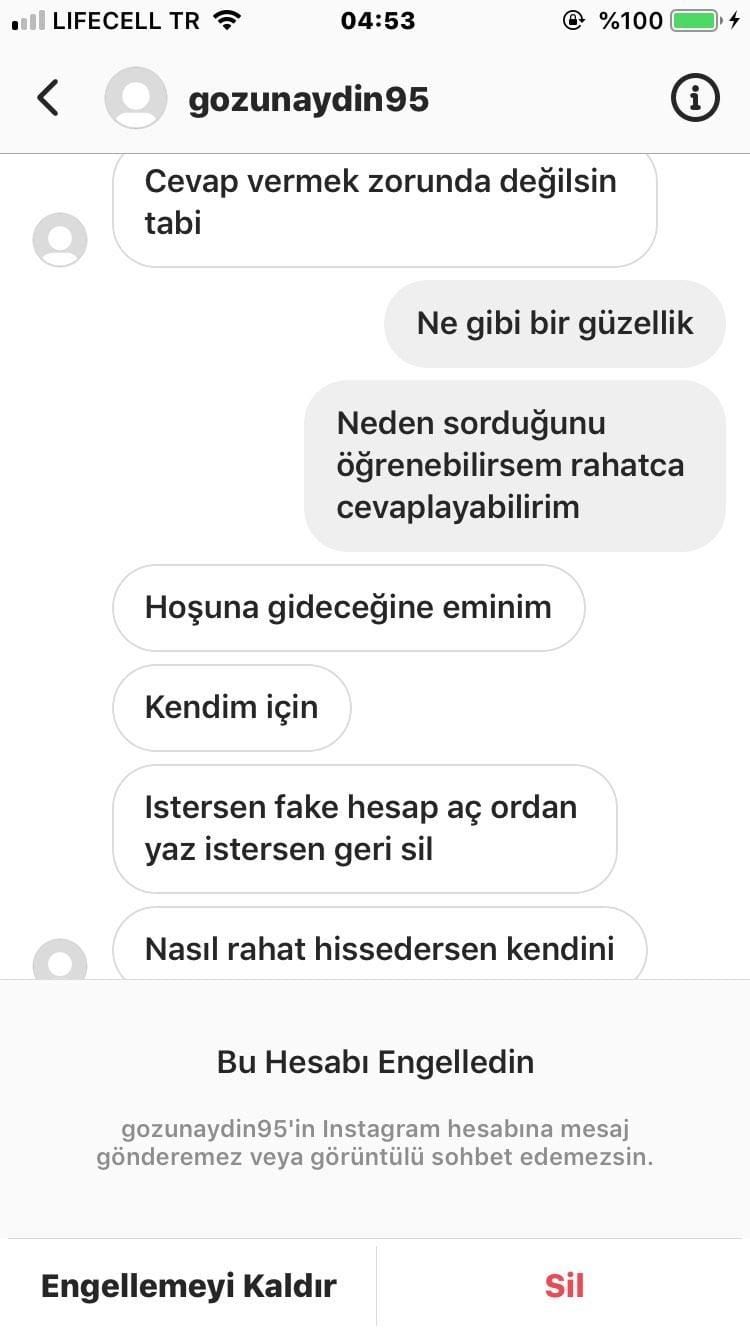 LIFECELL TR 04:53 %100
gozunaydin95
Cevap vermek zorunda değilsin
tabi
Ne gibi bir güzellik
Neden sorduğunu
öğrenebilirsem rahatca
cevaplayabilirim
Hoşuna gideceğine eminim
Kendim için
Istersen fake hesap aç ordan
yaz istersen geri sil
Nasıl rahat hissedersen kendini
Bu Hesabı Engelledin
gozunaydin95'in Instagram hesabına mesaj
gönderemez veya görüntülü sohbet edemezsin.
Engellemeyi Kaldır Sil